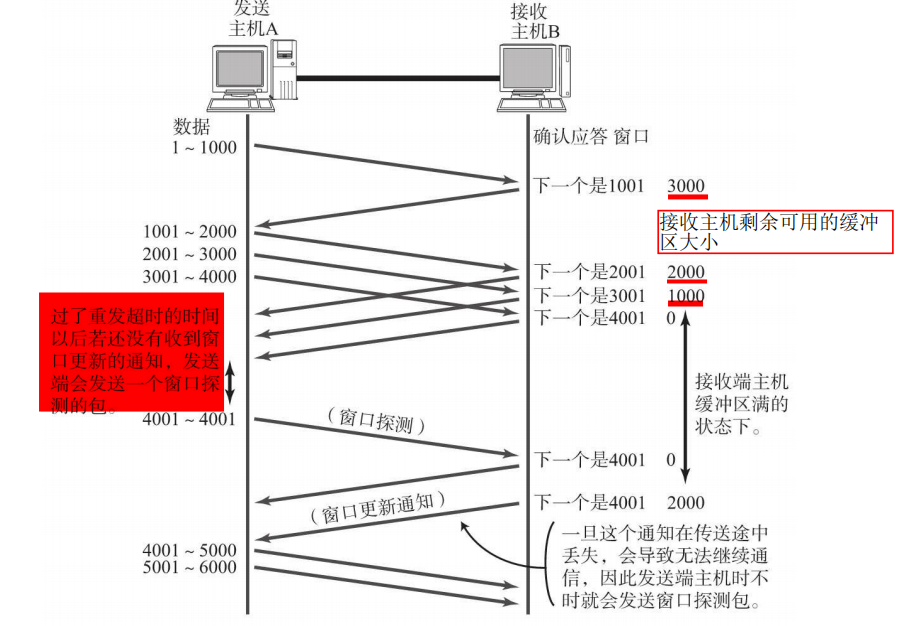 发送
主机A
接收
主机B
数据
确认应答 窗口
1～1000
下一个是1001 3000
接收主机剩余可用的缓冲
区大小
1001～2000
2001～3000
3001～4000
下一个是2001 2000
下一个是3001 1000
下一个是4001 0
过了重发超时的时间
以后若还没有收到窗
口更新的通知，发送
端会发送一个窗口探
测的包。
接收端主机
缓冲区满的
状态下。
4001～4001
（窗口探测）
下一个是4001 0
（窗口更新通知）
下一个是4001 2000
一旦这个通知在传送途中
丢失，会导致无法继续通
信，因此发送端主机时不
时就会发送窗口探测包。
4001～5000
5001～6000